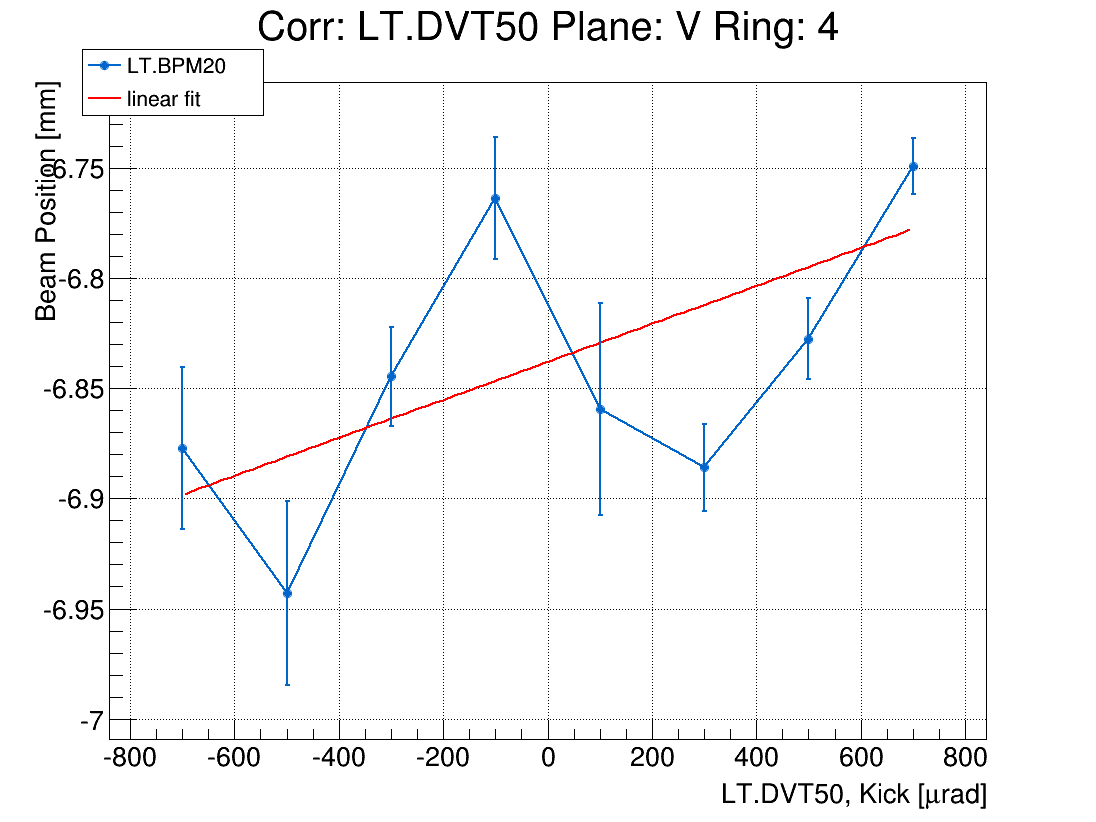 Corr: LT.DVT50 Plane: V Ring: 4
LT.BPM20
linear fit
Beam Position [mm]
6.75
-6.8
-6.85
-6.9
-6.95
-7
-800 -600 -400 -200 0 200 400 600 800
LT.DVT50, Kick [μrad]